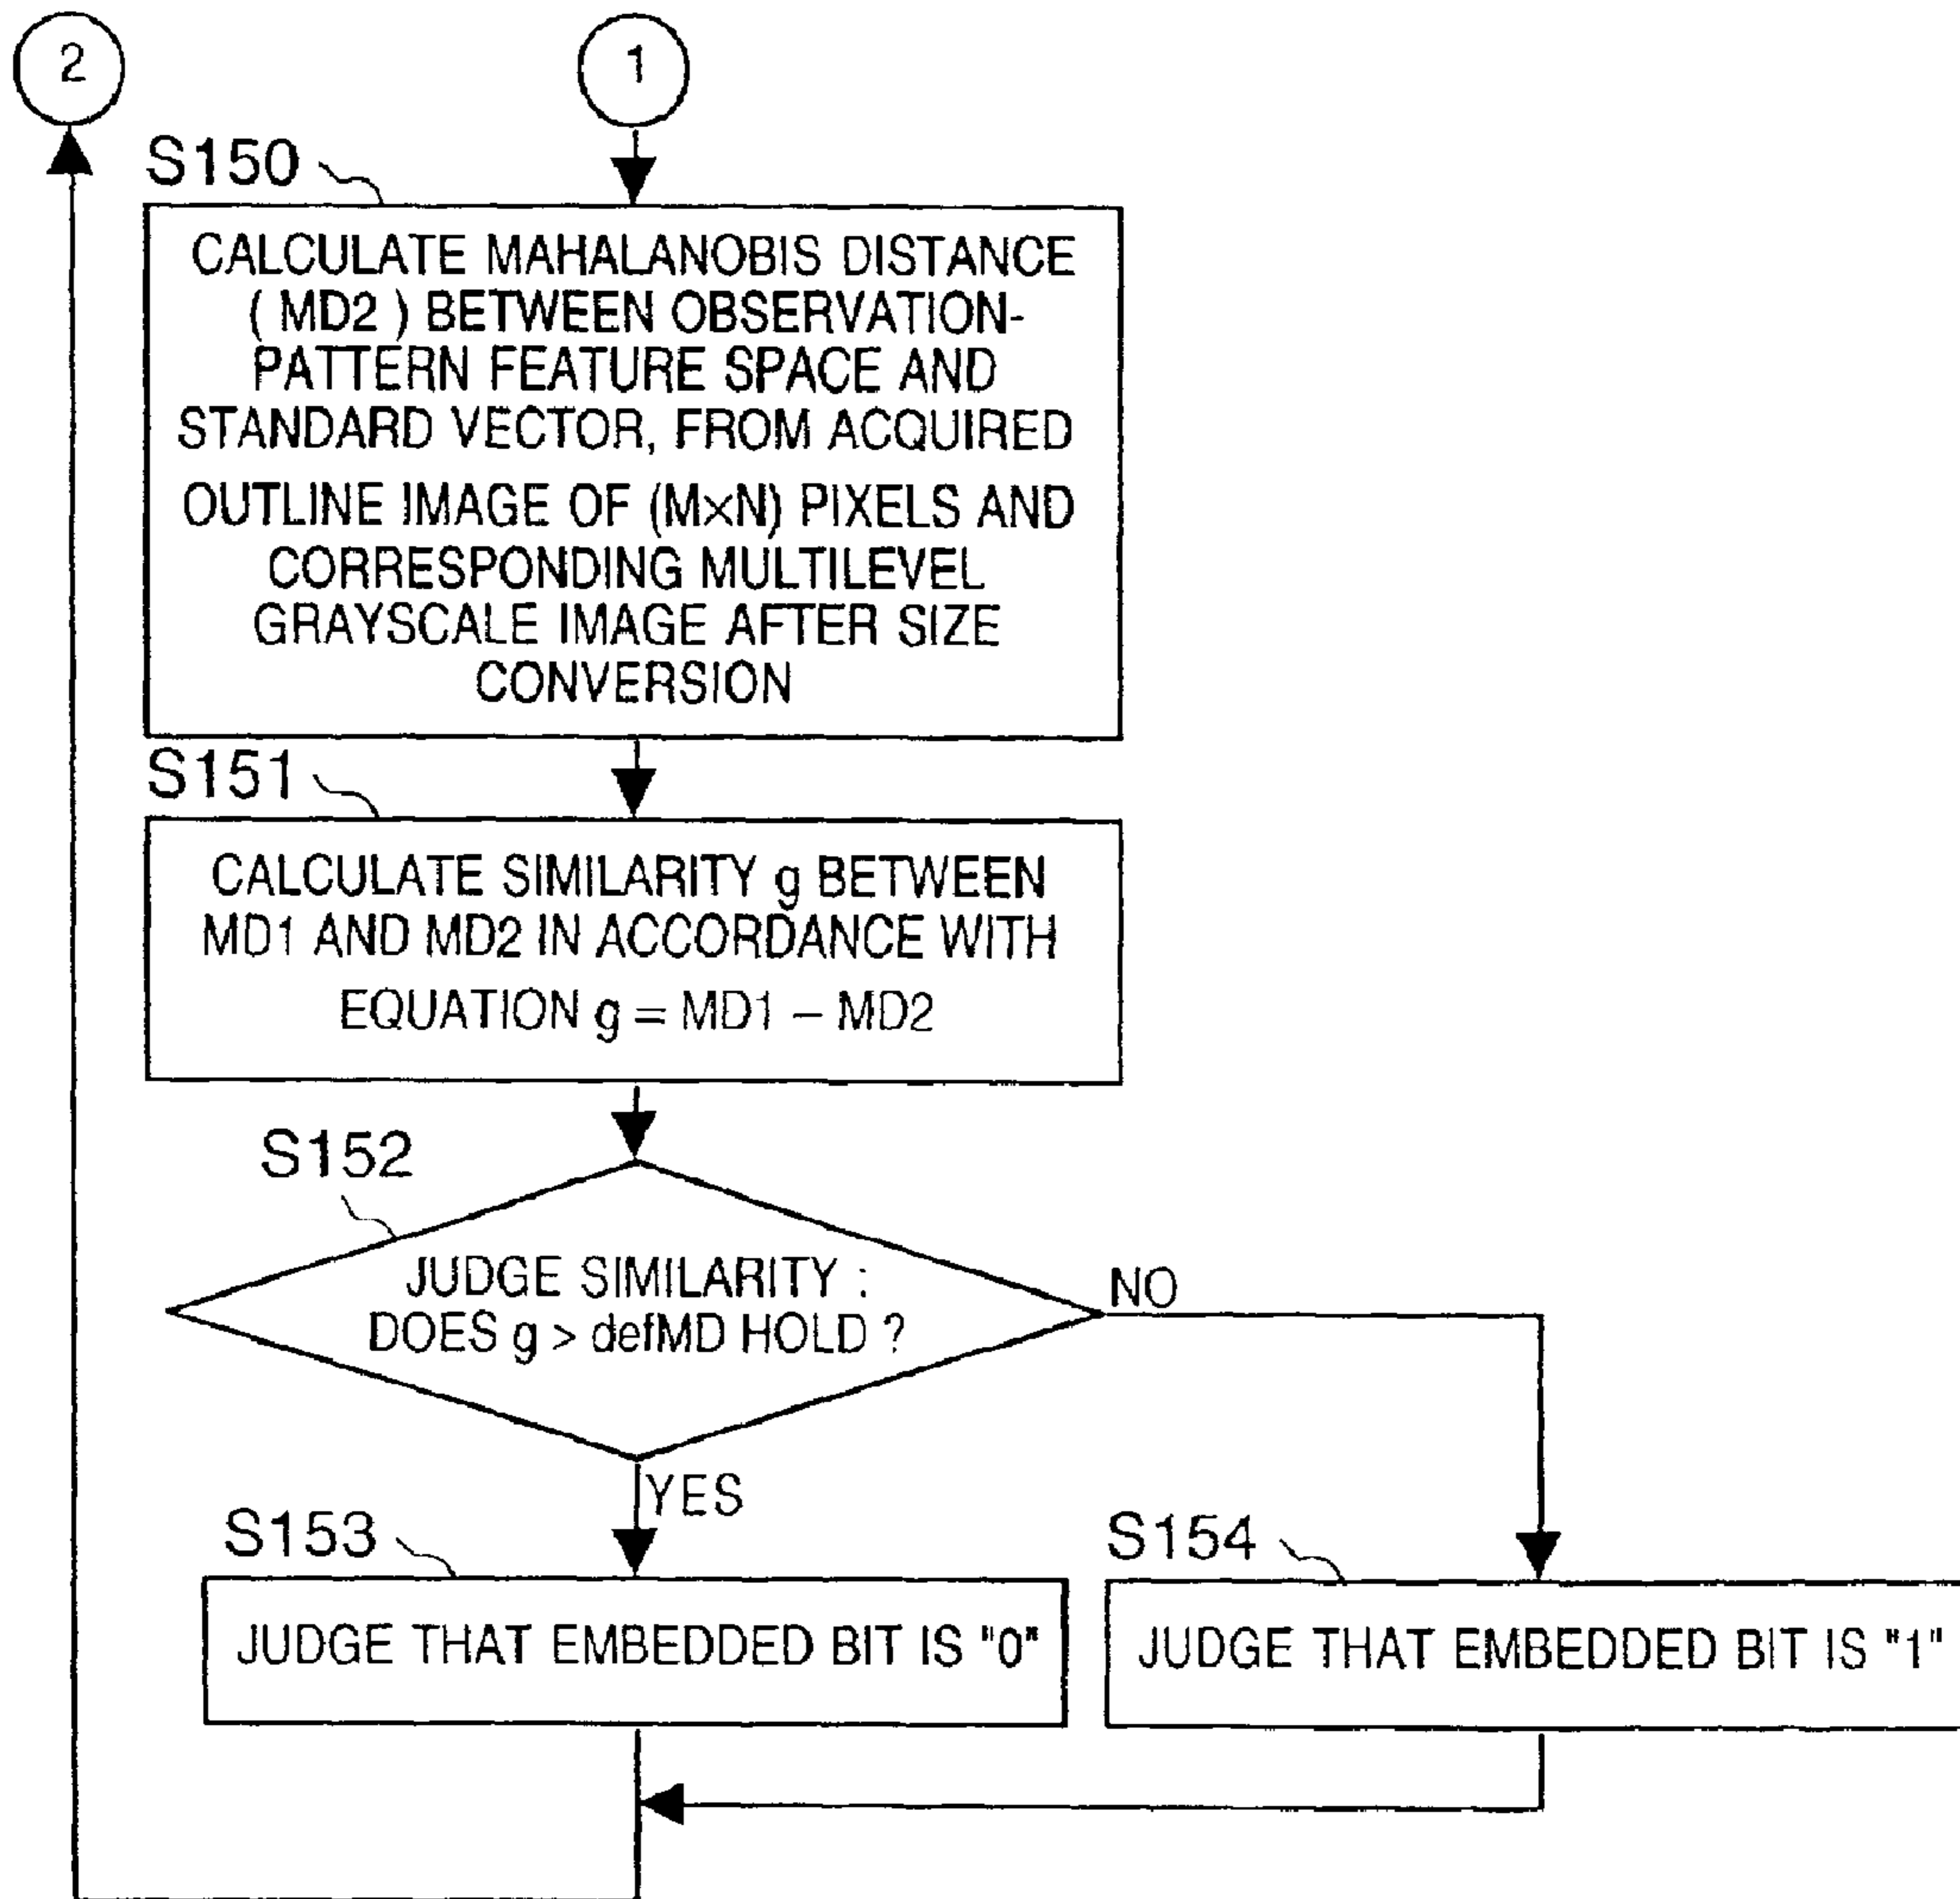 2
1
S150
CALCULATE MAHALANOBIS DISTANCE
( MD2 ) BETWEEN OBSERVATION-
PATTERN FEATURE SPACE AND
STANDARD VECTOR, FROM ACQUIRED
OUTLINE IMAGE OF (M×N) PIXELS AND
CORRESPONDING MULTILEVEL
GRAYSCALE IMAGE AFTER SIZE
CONVERSION
S151
CALCULATE SIMILARITY g BETWEEN
MD1 AND MD2 IN ACCORDANCE WITH
EQUATION g = MD1 – MD2
S152
JUDGE SIMILARITY :
DOES g > defMD HOLD ?
NO
YES
S153
JUDGE THAT EMBEDDED BIT IS "0"
S154
JUDGE THAT EMBEDDED BIT IS "1"